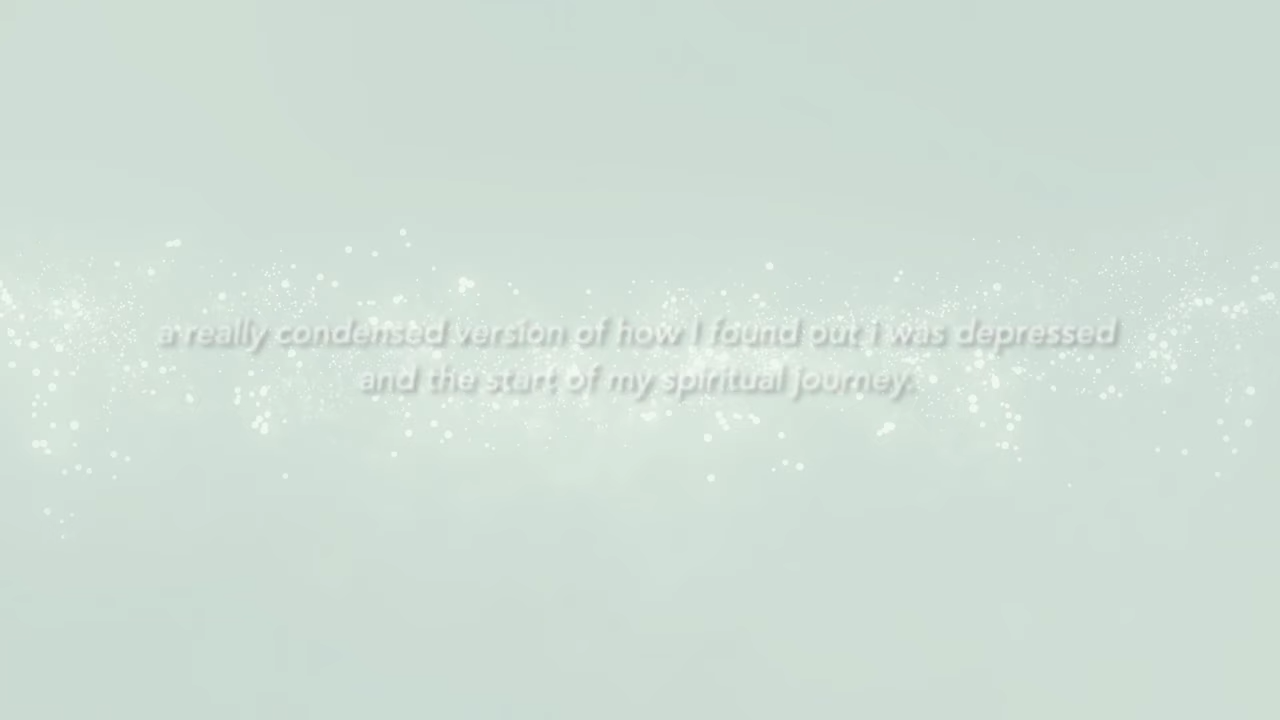 a really condensed version of how I found out i was depressed
and the start of my spiritual journey.